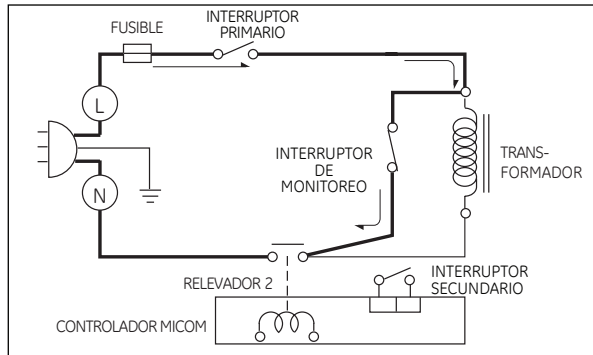 FUSIBLE
INTERRUPTOR
PRIMARIO
L
N
INTERRUPTOR
DE
MONITOREO
TRANS-
FORMADOR
RELEVADOR 2
INTERRUPTOR
SECUNDARIO
CONTROLADOR MICOM